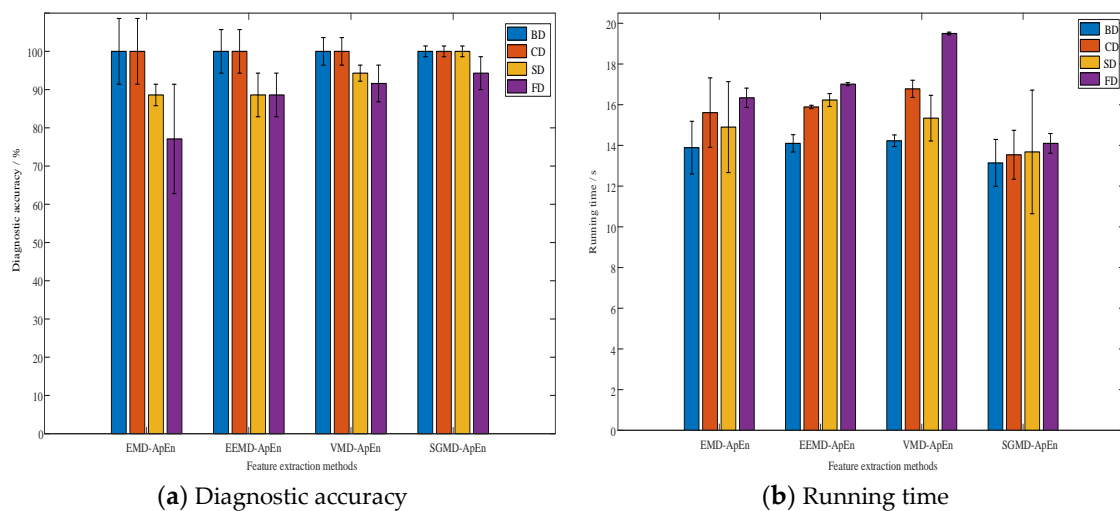 100
90
80
70
60
50
40
30
20
10
0
Diagnostic accuracy / %
BD
CD
SD
FD
EMD-ApEn EEMD-ApEn VMD-ApEn SGMD-ApEn
Feature extraction methods
(a) Diagnostic accuracy
20
18
16
14
12
10
8
6
4
2
0
Running time / s
BD
CD
SD
FD
EMD-ApEn EEMD-ApEn VMD-ApEn SGMD-ApEn
Feature extraction methods
(b) Running time